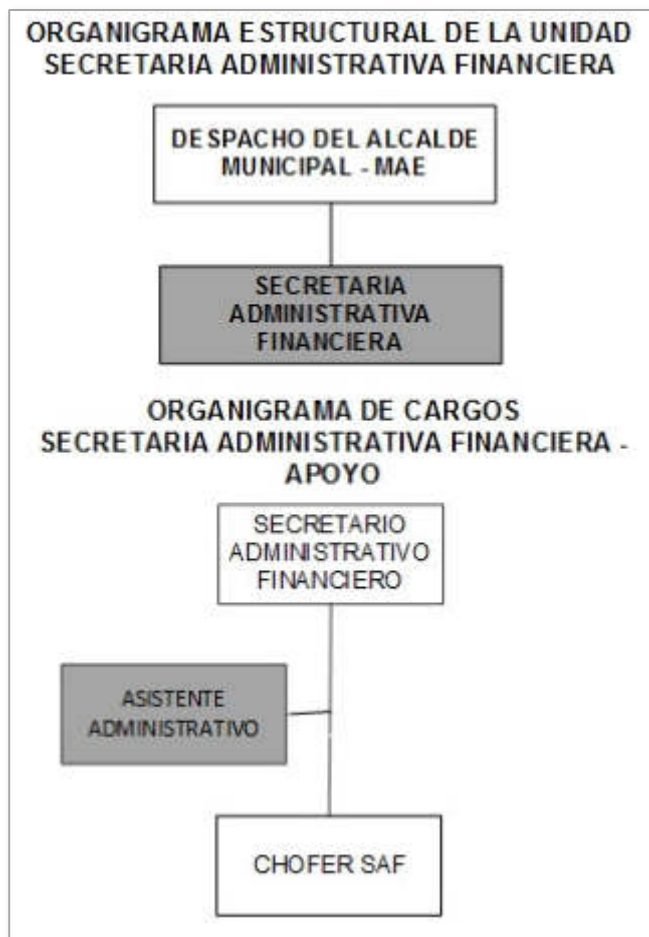 ORGANIGRAMA ESTRUCTURAL DE LA UNIDAD
SECRETARIA ADMINISTRATIVA FINANCIERA
DESPACHO DEL ALCALDE
MUNICIPAL - MAE
SECRETARIA
ADMINISTRATIVA
FINANCIERA
ORGANIGRAMA DE CARGOS
SECRETARIA ADMINISTRATIVA FINANCIERA -
APOYO
SECRETARIO
ADMINISTRATIVO
FINANCIERO
ASISTENTE
ADMINISTRATIVO
CHOFER SAF